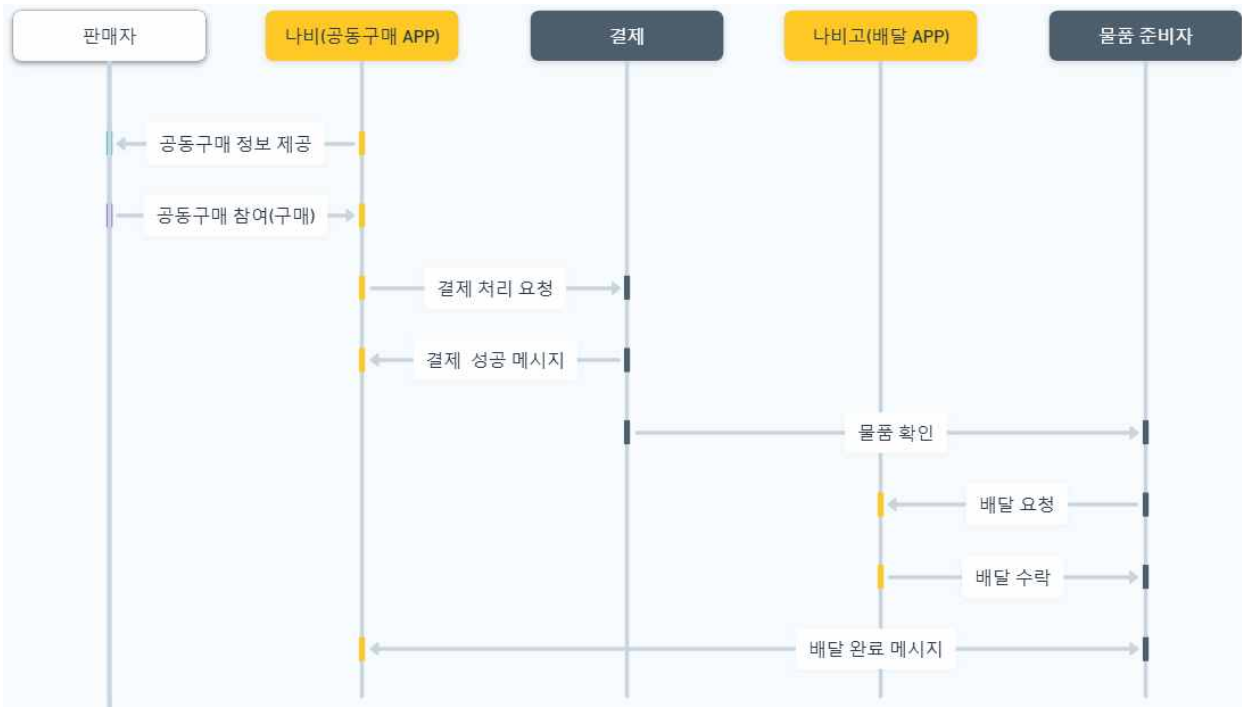 판매자
나비(공동구매 APP)
결제
나비고(배달 APP)
물품 준비자
공동구매 정보 제공
공동구매 참여(구매)
결제 처리 요청
결제 성공 메시지
물품 확인
배달 요청
배달 수락
배달 완료 메시지